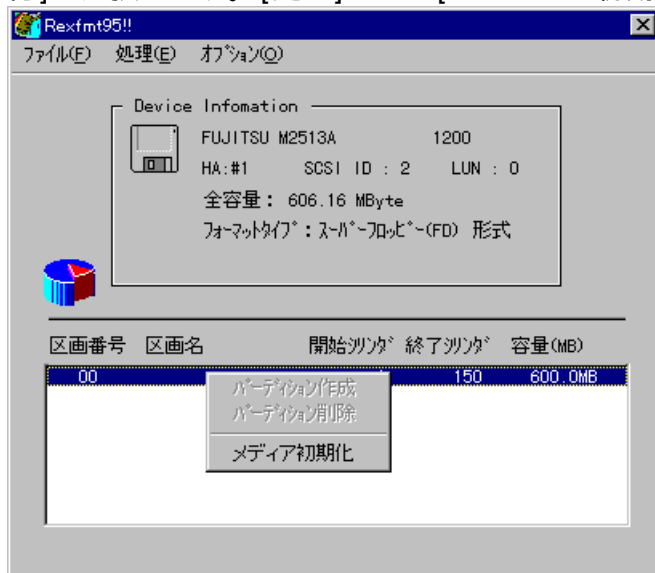 Rexfmt95!!
ファイル(F) 処理(E) オプション(O)
Device Infomation
FUJITSU M2513A 1200
HA:#1 SCSI ID : 2 LUN : 0
全容量: 606.16 MByte
フォーマットタイプ:スーパーフロッピー(FD) 形式
区画番号 区画名 開始シリンダ 終了シリンダ 容量(MB)
00 150 600.0MB
パーディション作成
パーディション削除
メディア初期化